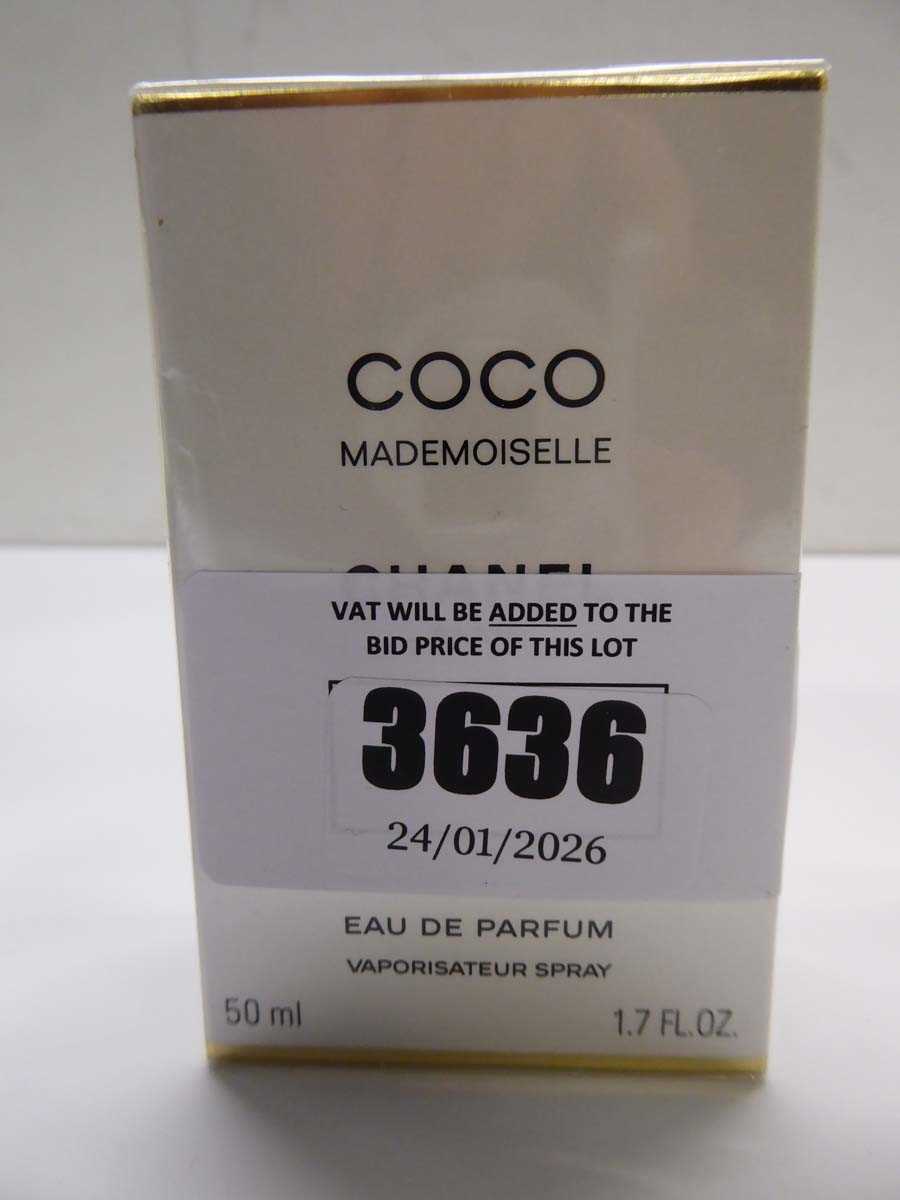 COCO
MADEMOISELLE
CHANEL
VAT WILL BE ADDED TO THE
BID PRICE OF THIS LOT
3636
24/01/2026
EAU DE PARFUM
VAPORISATEUR SPRAY
50 ml 1.7 FL.OZ.